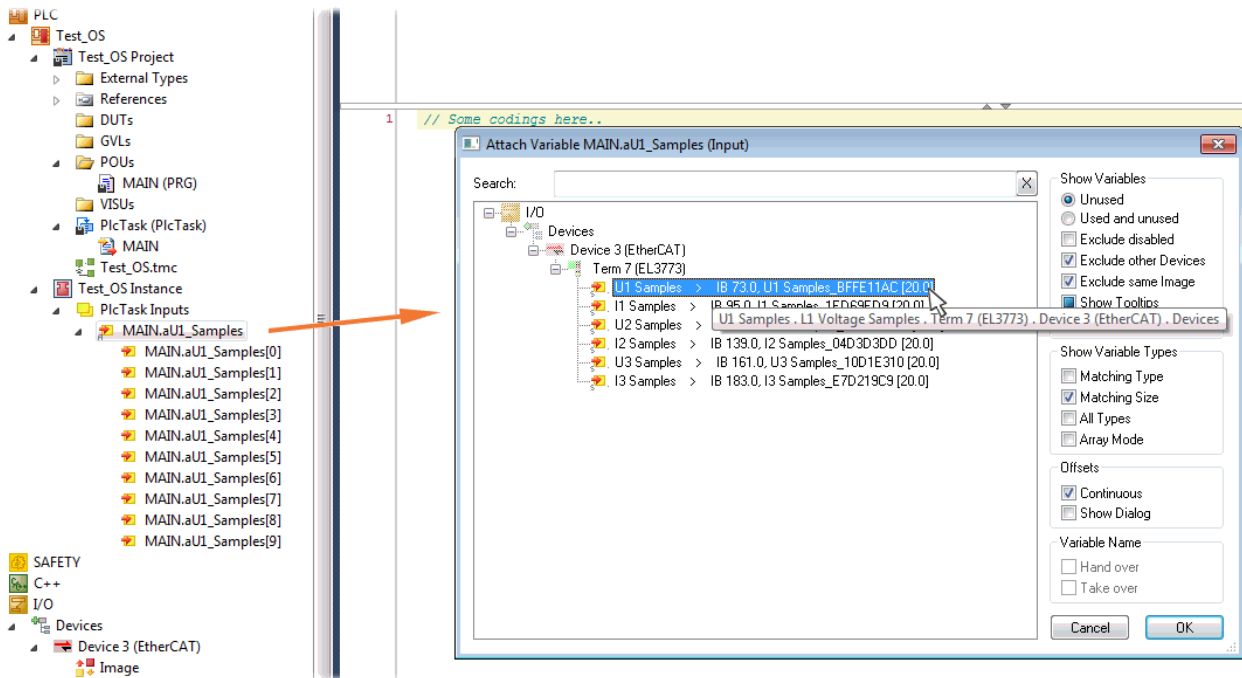 PLC
Test_OS
Test_OS Project
External Types
References
DUTs
GVLs
POUs
MAIN (PRG)
VISUs
PlcTask (PlcTask)
MAIN
Test_OS.tmc
Test_OS Instance
PlcTask Inputs
MAIN.aU1_Samples
MAIN.aU1_Samples[0]
MAIN.aU1_Samples[1]
MAIN.aU1_Samples[2]
MAIN.aU1_Samples[3]
MAIN.aU1_Samples[4]
MAIN.aU1_Samples[5]
MAIN.aU1_Samples[6]
MAIN.aU1_Samples[7]
MAIN.aU1_Samples[8]
MAIN.aU1_Samples[9]
SAFETY
C++
I/O
Devices
Device 3 (EtherCAT)
Image
1 // Some codings here..
Attach Variable MAIN.aU1_Samples (Input)
Search:
I/O
Devices
Device 3 (EtherCAT)
Term 7 (EL3773)
U1 Samples > IB 73.0, U1 Samples_BFFE11AC [20.0]
I1 Samples > IB 95.0, I1 Samples_1FD69ED9 [20.0]
U2 Samples >
U1 Samples . L1 Voltage Samples . Term 7 (EL3773) . Device 3 (EtherCAT) . Devices
I2 Samples > IB 139.0, I2 Samples_04D3D3DD [20.0]
U3 Samples > IB 161.0, U3 Samples_10D1E310 [20.0]
I3 Samples > IB 183.0, I3 Samples_E7D219C9 [20.0]
Show Variables
Unused
Used and unused
Exclude disabled
Exclude other Devices
Exclude same Image
Show Tooltips
Show Variable Types
Matching Type
Matching Size
All Types
Array Mode
Offsets
Continuous
Show Dialog
Variable Name
Hand over
Take over
Cancel
OK